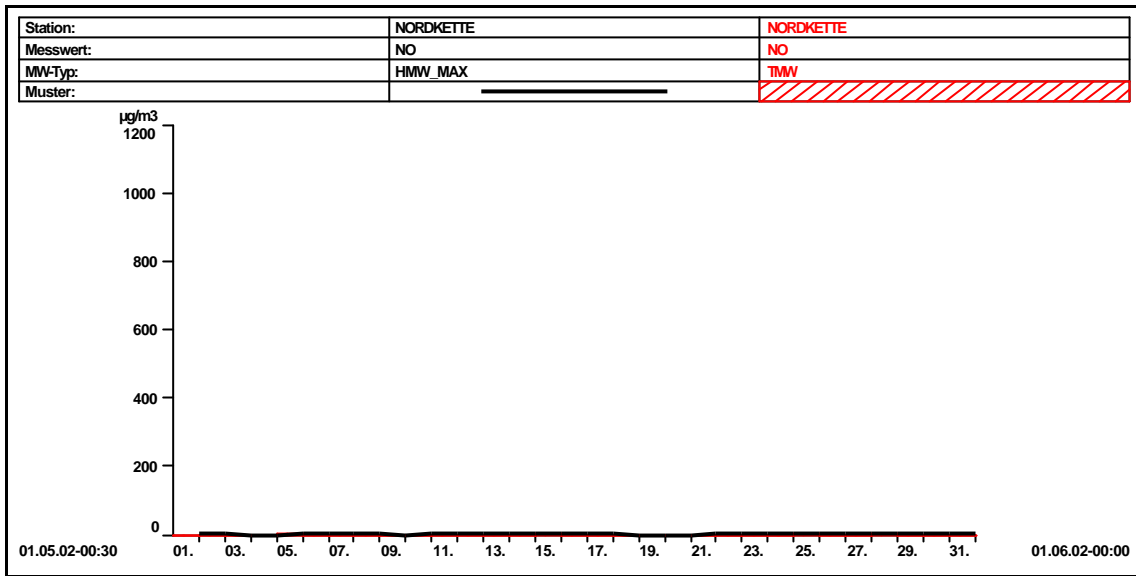 Station: NORDKETTE NORDKETTE
Messwert: NO NO
MW-Typ: HMW_MAX TMW
Muster:
µg/m3
1200
1000
800
600
400
200
0
01.05.02-00:30 01. 03. 05. 07. 09. 11. 13. 15. 17. 19. 21. 23. 25. 27. 29. 31. 01.06.02-00:00